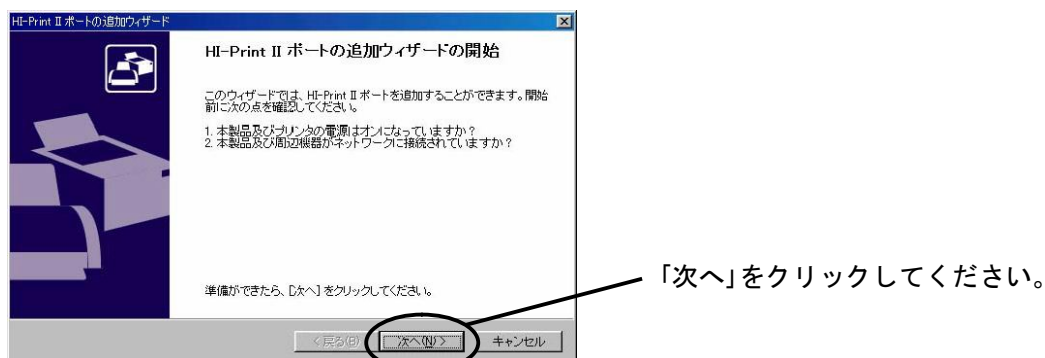 HI-Print II ポートの追加ウィザード
HI-Print II ポートの追加ウィザードの開始
このウィザードでは、HI-Print II ポートを追加することができます。開始
前に次の点を確認してください。
1. 本製品及びプリンタの電源はオンになっていますか？
2. 本製品及び周辺機器がネットワークに接続されていますか？
準備ができたら、[次へ] をクリックしてください。
< 戻る(B)
次へ(N) >
キャンセル
「次へ」をクリックしてください。